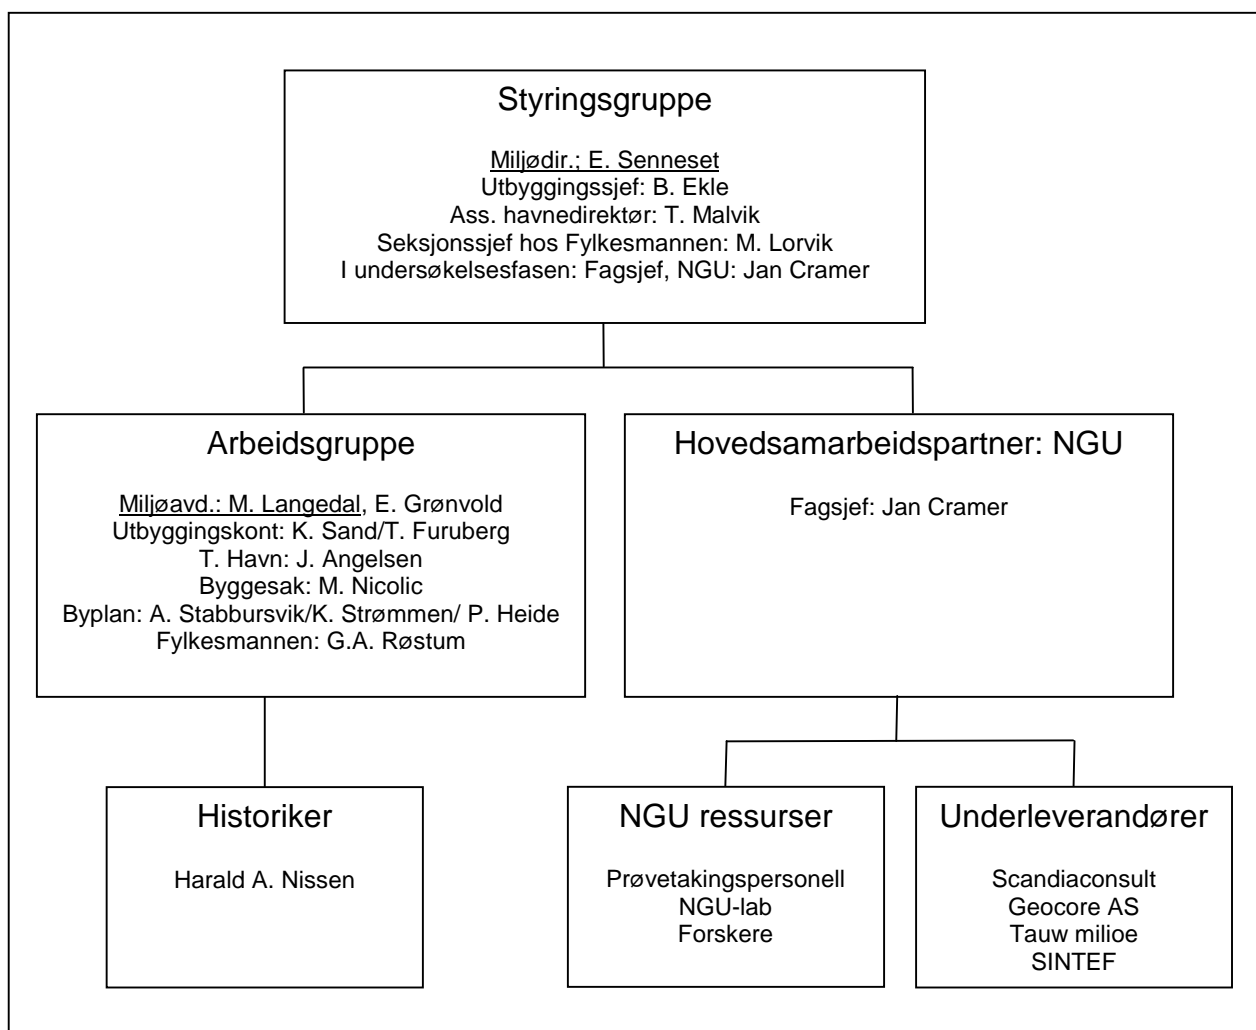 Styringsgruppe
Miljødir.; E. Senneset
Utbyggingssjef: B. Ekle
Ass. havnedirektør: T. Malvik
Seksjonssjef hos Fylkesmannen: M. Lorvik
I undersøkelsesfasen: Fagsjef, NGU: Jan Cramer
Arbeidsgruppe
Miljøavd.: M. Langedal, E. Grønvold
Utbyggingskont: K. Sand/T. Furuberg
T. Havn: J. Angelsen
Byggesak: M. Nicolic
Byplan: A. Stabbursvik/K. Strømmen/ P. Heide
Fylkesmannen: G.A. Røstum
Hovedsamarbeidspartner: NGU
Fagsjef: Jan Cramer
Historiker
Harald A. Nissen
NGU ressurser
Prøvetakingspersonell
NGU-lab
Forskere
Underleverandører
Scandiaconsult
Geocore AS
Tauw milioe
SINTEF